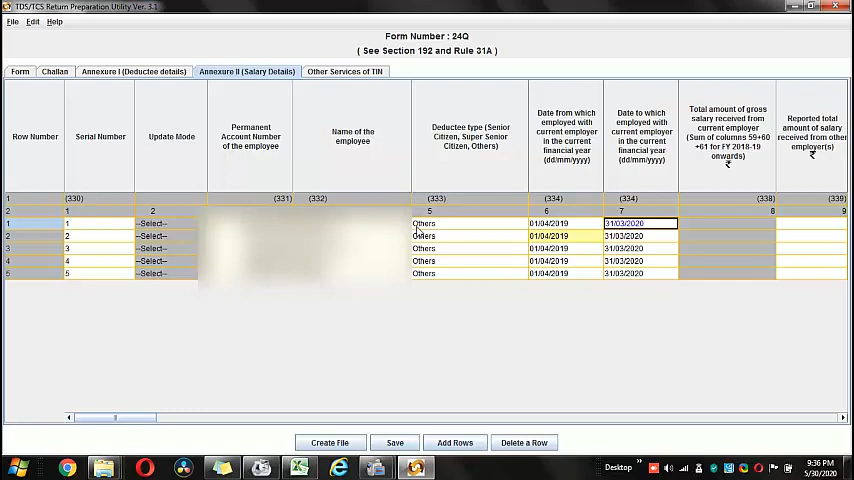 TDS/TCS Return Preparation Utility Ver. 3.1
File Edit Help
Form Number : 24Q
( See Section 192 and Rule 31A )
Form Challan Annexure I (Deductee details) Annexure II (Salary Details) Other Services of TIN
Row Number
Serial Number
Update Mode
Permanent
Account Number
of the employee
Name of the
employee
Deductee type (Senior
Citizen, Super Senior
Citizen, Others)
Date from which
employed with
current employer
in the current
financial year
(dd/mm/yyyy)
Date to which
employed with
current employer
in the current
financial year
(dd/mm/yyyy)
Total amount of gross
salary received from
current employer
(Sum of columns 59+60
+61 for FY 2018-19
onwards)
₹
Reported total
amount of salary
received from other
employer(s)
₹
1 (330) (331) (332) (333) (334) (334) (338) (339)
2 1 2 5 6 7 8 9
1 1 --Select-- Others 01/04/2019 31/03/2020
2 2 --Select-- Others 01/04/2019 31/03/2020
3 3 --Select-- Others 01/04/2019 31/03/2020
4 4 --Select-- Others 01/04/2019 31/03/2020
5 5 --Select-- Others 01/04/2019 31/03/2020
Create File Save Add Rows Delete a Row
Desktop
9:36 PM
5/30/2020